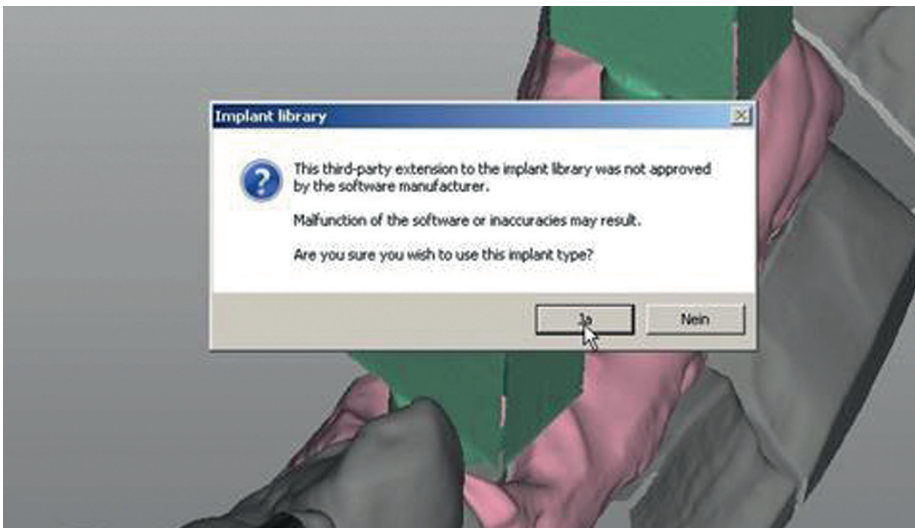 Implant library
This third-party extension to the implant library was not approved
by the software manufacturer.
Malfunction of the software or inaccuracies may result.
Are you sure you wish to use this implant type?
Ja
Nein